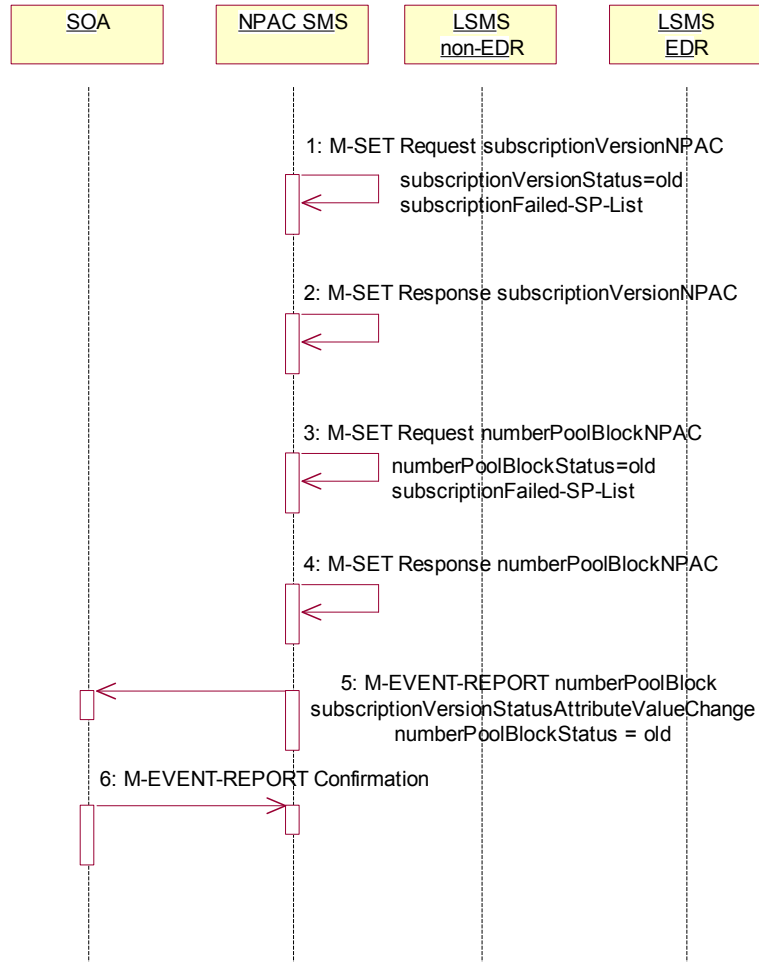 SOA
NPAC SMS
LSMS
non-EDR
LSMS
EDR
1: M-SET Request subscriptionVersionNPAC
subscriptionVersionStatus=old
subscriptionFailed-SP-List
2: M-SET Response subscriptionVersionNPAC
3: M-SET Request numberPoolBlockNPAC
numberPoolBlockStatus=old
subscriptionFailed-SP-List
4: M-SET Response numberPoolBlockNPAC
5: M-EVENT-REPORT numberPoolBlock
subscriptionVersionStatusAttributeValueChange
numberPoolBlockStatus = old
6: M-EVENT-REPORT Confirmation